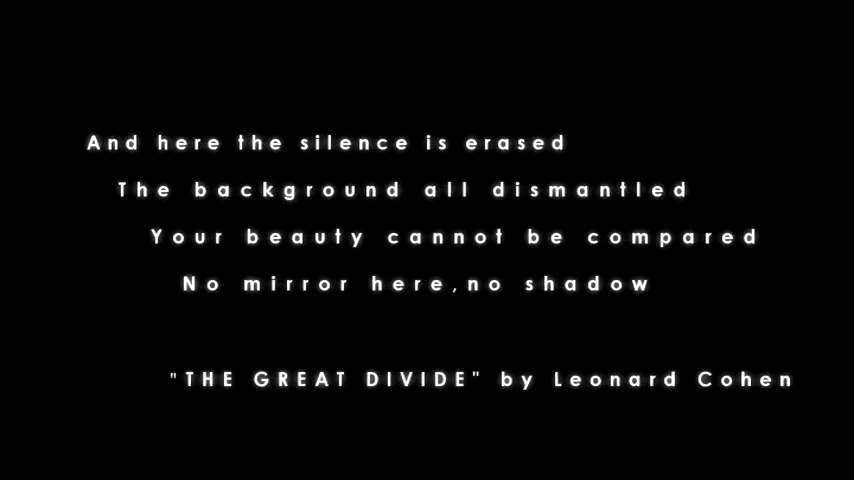 And here the silence is erased
The background all dismantled
Your beauty cannot be compared
No mirror here,no shadow
"THE GREAT DIVIDE" by Leonard Cohen